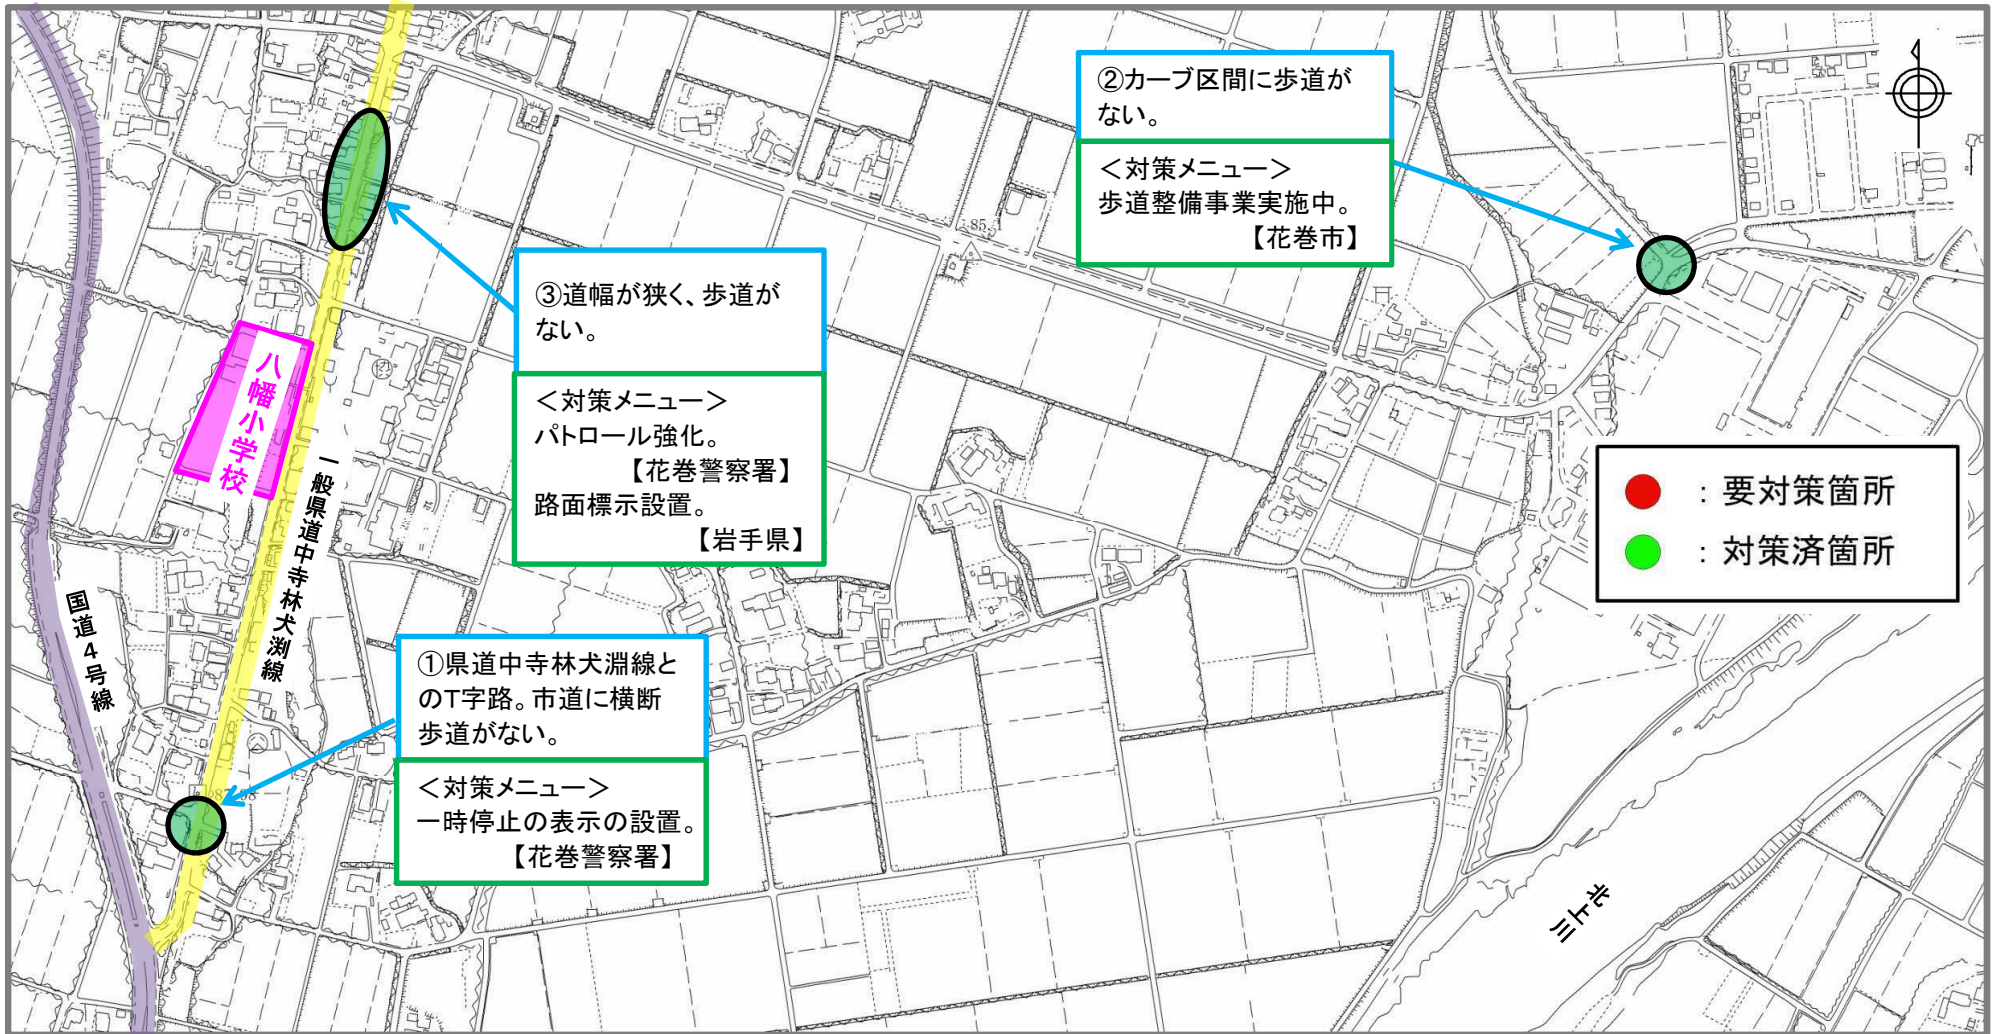 ②カーブ区間に歩道が
ない。
＜対策メニュー＞
歩道整備事業実施中。
【花巻市】
85.1
③道幅が狭く、歩道が
ない。
＜対策メニュー＞
パトロール強化。
【花巻警察署】
路面標示設置。
【岩手県】
八幡小学校
一般県道中寺林犬渕線
国道4号線
●：要対策箇所
●：対策済箇所
①県道中寺林犬淵線と
のT字路。市道に横断
歩道がない。
＜対策メニュー＞
一時停止の表示の設置。
【花巻警察署】
北上川